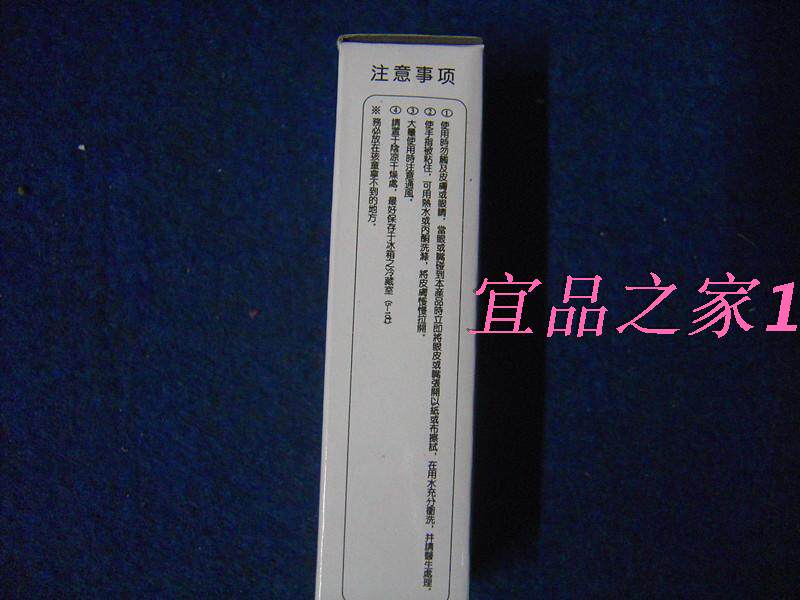 注意事项
① 使用時勿觸及皮膚或眼睛，當眼或嘴碰到本産品時立即將眼皮或嘴張開以紙或布擦拭，在用水充分衝洗，并請醫生處理。
② 使手指被粘住，可用熱水或丙酮洗滌，將皮膚慢慢拉開。
③ 大量使用時注意通風。
④ 請置于陰凉干燥處，最好保存于冰箱之冷藏室
※ 務必放在孩童拿不到的地方。
宜品之家1